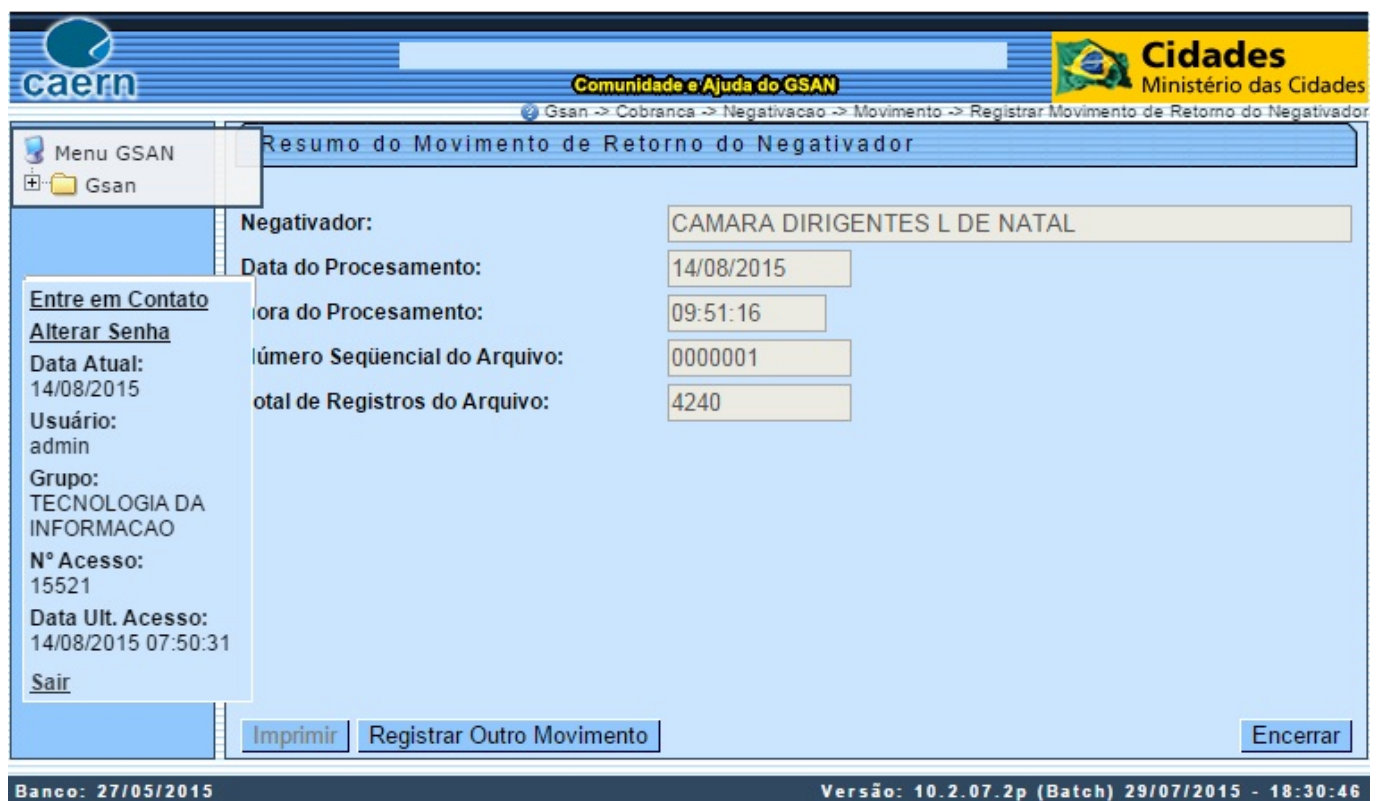 caern
Comunidade e Ajuda do GSAN
Cidades
Ministério das Cidades
Gsan -> Cobranca -> Negativacao -> Movimento -> Registrar Movimento de Retorno do Negativador
Menu GSAN
Gsan
Entre em Contato
Alterar Senha
Data Atual:
14/08/2015
Usuário:
admin
Grupo:
TECNOLOGIA DA
INFORMACAO
Nº Acesso:
15521
Data Ult. Acesso:
14/08/2015 07:50:31
Sair
Resumo do Movimento de Retorno do Negativador
Negativador: CAMARA DIRIGENTES L DE NATAL
Data do Procesamento: 14/08/2015
ora do Procesamento: 09:51:16
úmero Seqüencial do Arquivo: 0000001
otal de Registros do Arquivo: 4240
Imprimir Registrar Outro Movimento Encerrar
Banco: 27/05/2015 Versão: 10.2.07.2p (Batch) 29/07/2015 - 18:30:46